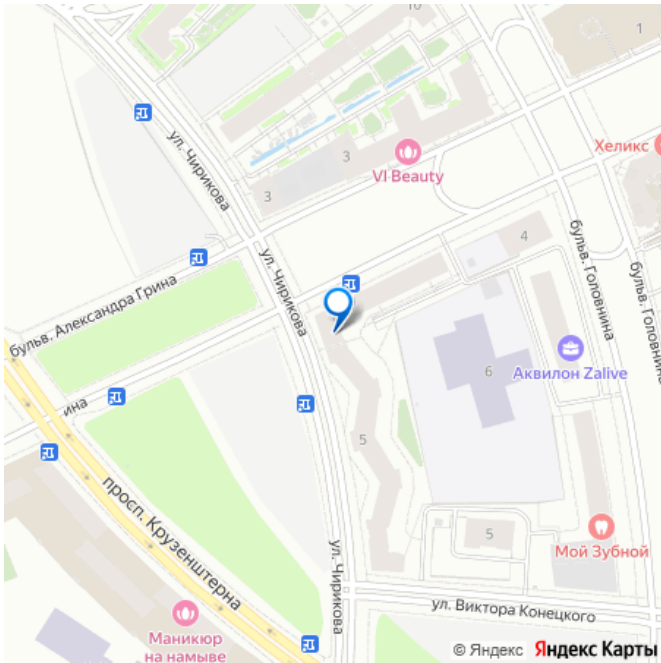 10
1
ул. Чирикова
Хеликс
3
VI Beauty
3
4
бульв. Головнина
ул. Чирикова
бульв. Головнина
бульв. Александра Грина
Аквилон Zalive
6
ина
5
просп. Крузенштерна
5
Мой Зубной
ул. Чирикова
ул. Виктора Конецкого
Маникюр
на намыве
© Яндекс Яндекс Карты